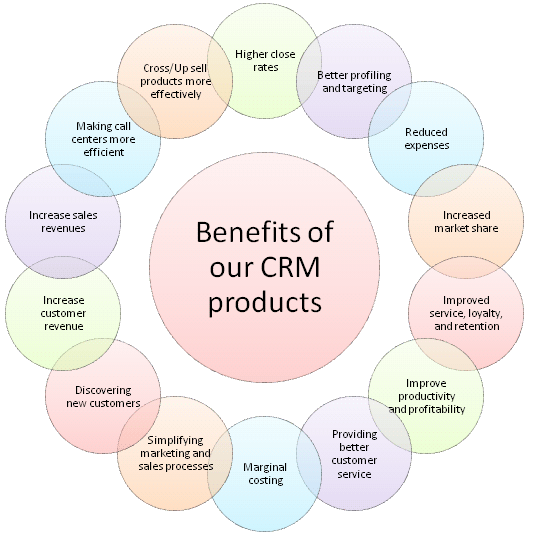 Higher close
rates
Better profiling
and targeting
Reduced
expenses
Increased
market share
Improved
service, loyalty,
and retention
Improve
productivity
and profitability
Providing
better
customer
service
Marginal
costing
Simplifying
marketing and
sales processes
Discovering
new customers
Increase
customer
revenue
Increase sales
revenues
Making call
centers more
efficient
Cross/Up sell
products more
effectively
Benefits of
our CRM
products